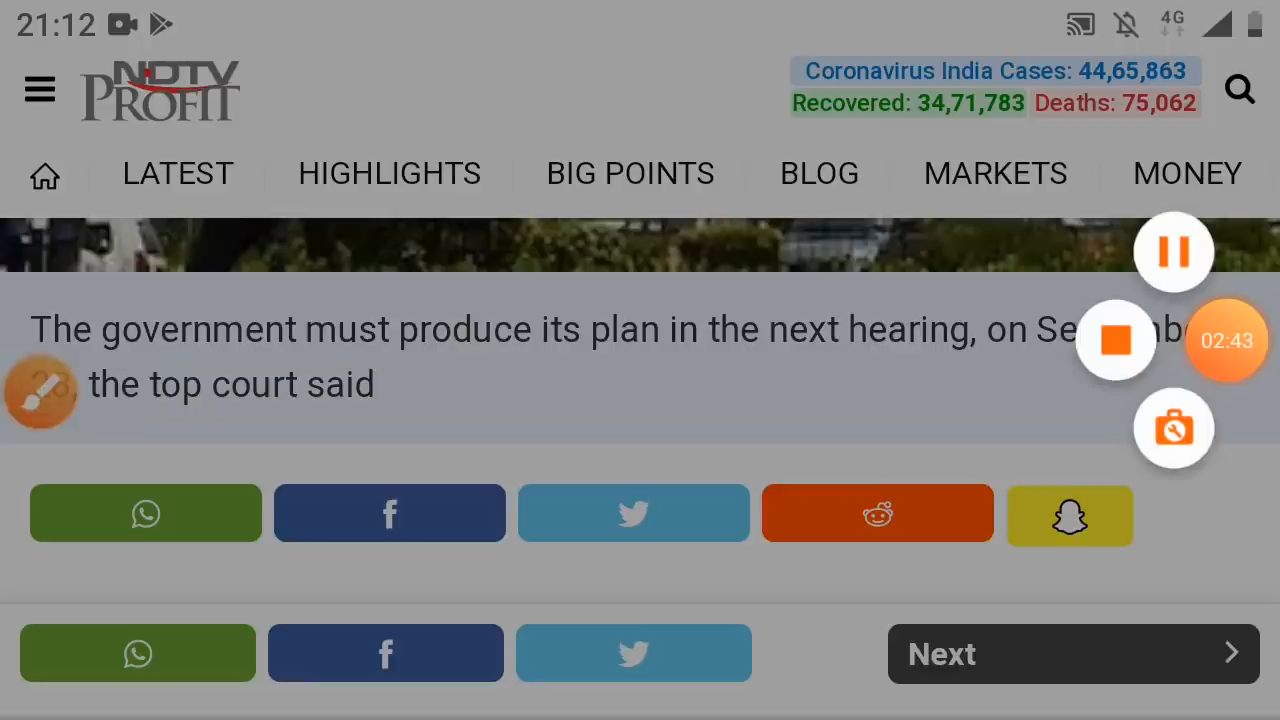 21:12
4G
NDTV
PROFIT
Coronavirus India Cases: 44,65,863
Recovered: 34,71,783 Deaths: 75,062
LATEST HIGHLIGHTS BIG POINTS BLOG MARKETS MONEY
The government must produce its plan in the next hearing, on
the top court said
02:43
f
f
Next